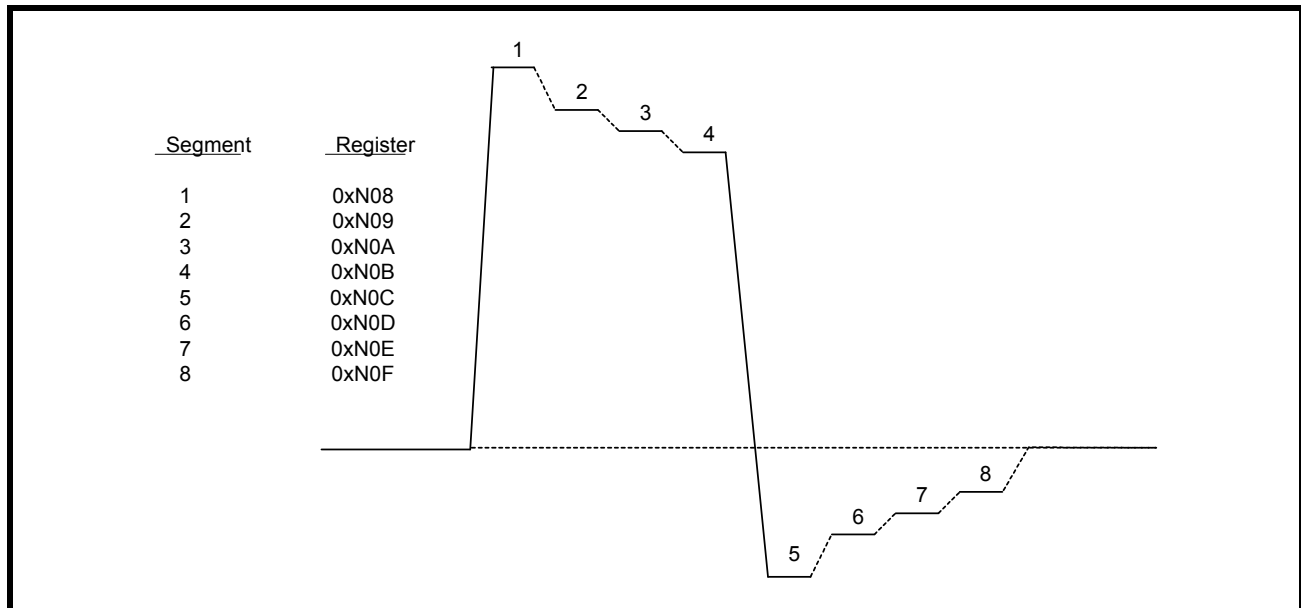 Segment Register
1 0xN08
2 0xN09
3 0xN0A
4 0xN0B
5 0xN0C
6 0xN0D
7 0xN0E
8 0xN0F
1
2
3
4
5
6
7
8